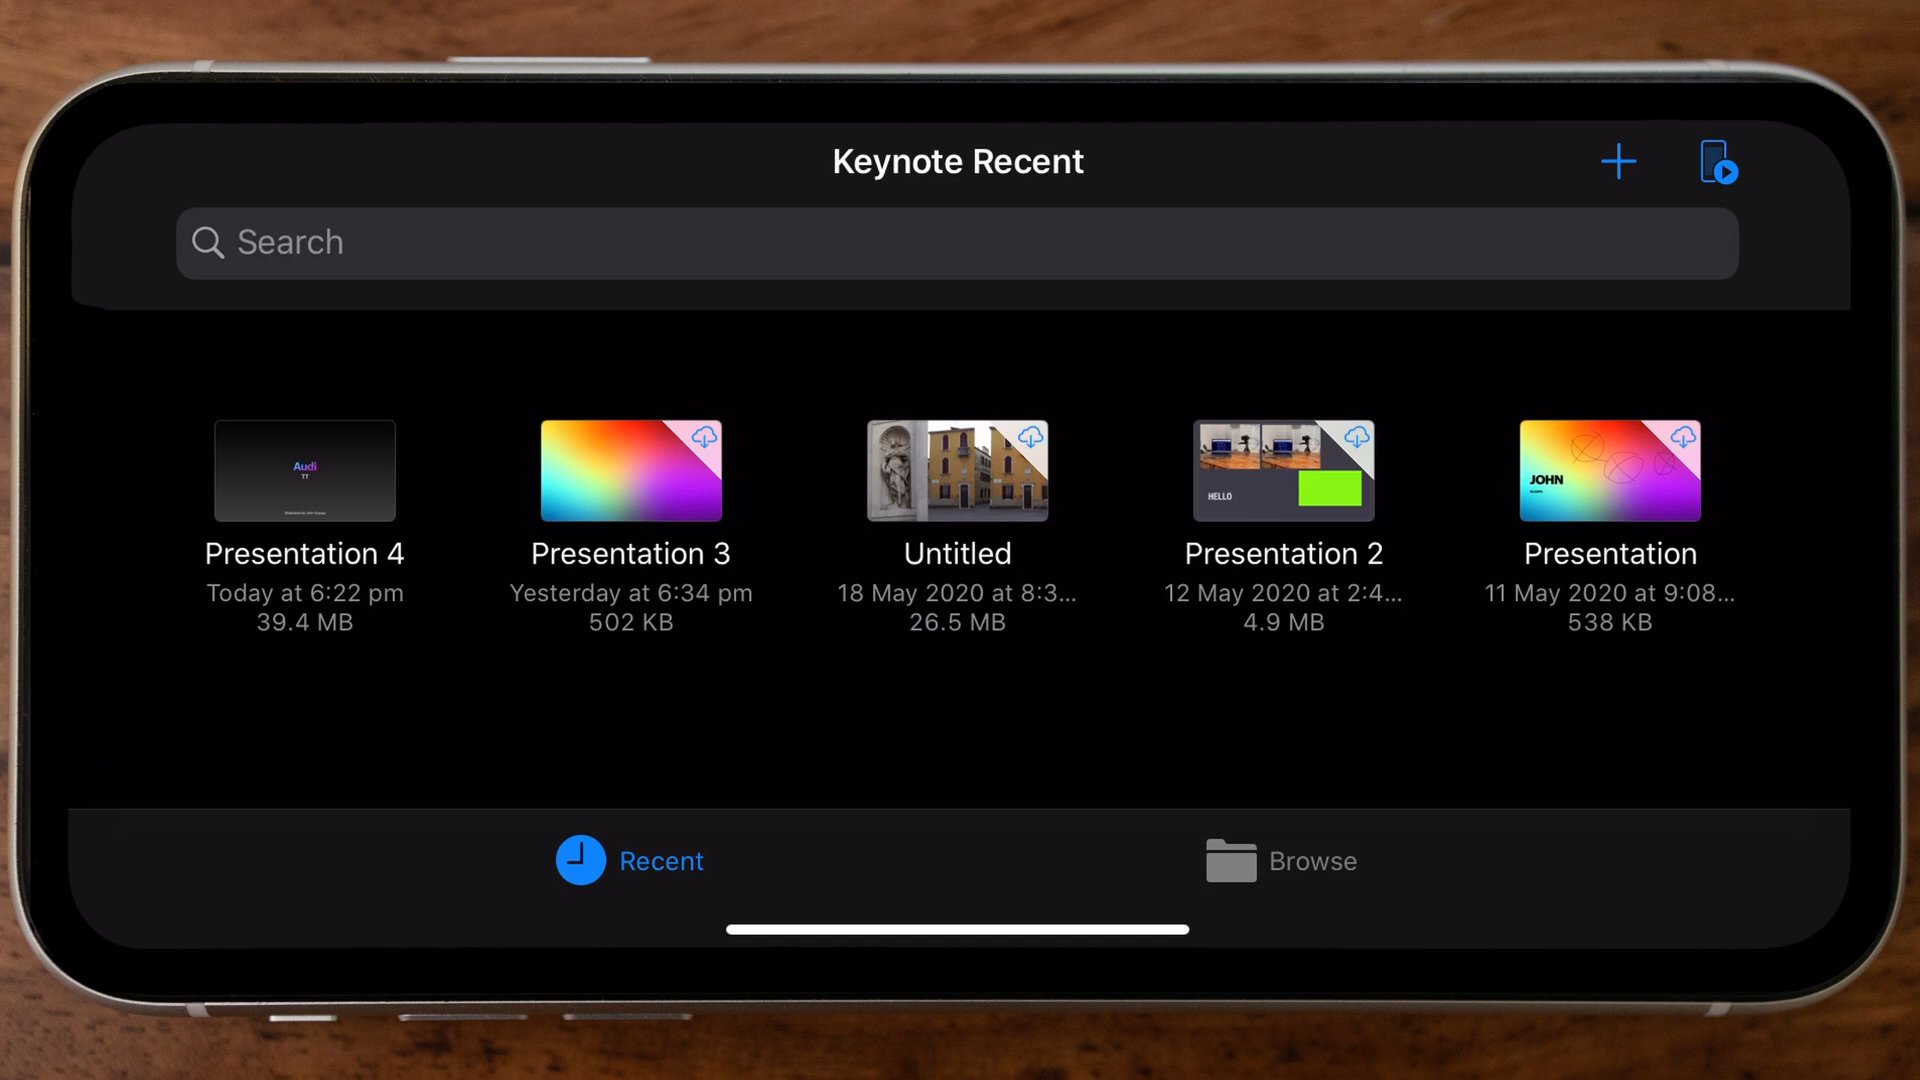 Keynote Recent
Search
Audi
TT
HELLO
JOHN
Presentation 4
Today at 6:22 pm
39.4 MB
Presentation 3
Yesterday at 6:34 pm
502 KB
Untitled
18 May 2020 at 8:3...
26.5 MB
Presentation 2
12 May 2020 at 2:4...
4.9 MB
Presentation
11 May 2020 at 9:08...
538 KB
Recent
Browse